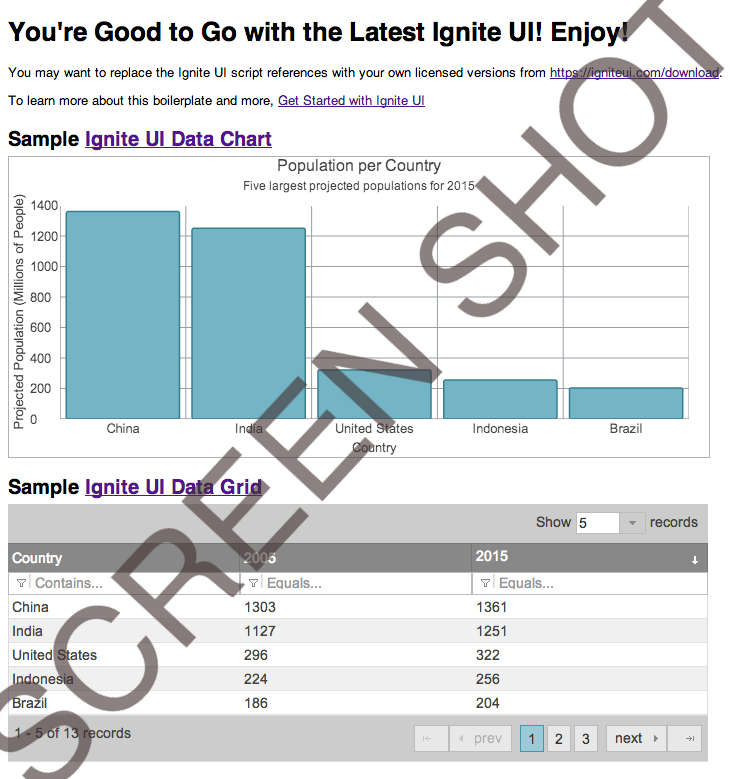 You're Good to Go with the Latest Ignite UI! Enjoy!
You may want to replace the Ignite UI script references with your own licensed versions from https://igniteui.com/download.
To learn more about this boilerplate and more, Get Started with Ignite UI
Sample Ignite UI Data Chart
Population per Country
Five largest projected populations for 2015
Projected Population (Millions of People)
1400
1200
1000
800
600
400
200
0
China India United States Indonesia Brazil
Country
Sample Ignite UI Data Grid
Show 5 records
Country 2005 2015
Contains... Equals... Equals...
China 1303 1361
India 1127 1251
United States 296 322
Indonesia 224 256
Brazil 186 204
1 - 5 of 13 records prev 1 2 3 next
SCREEN SHOT